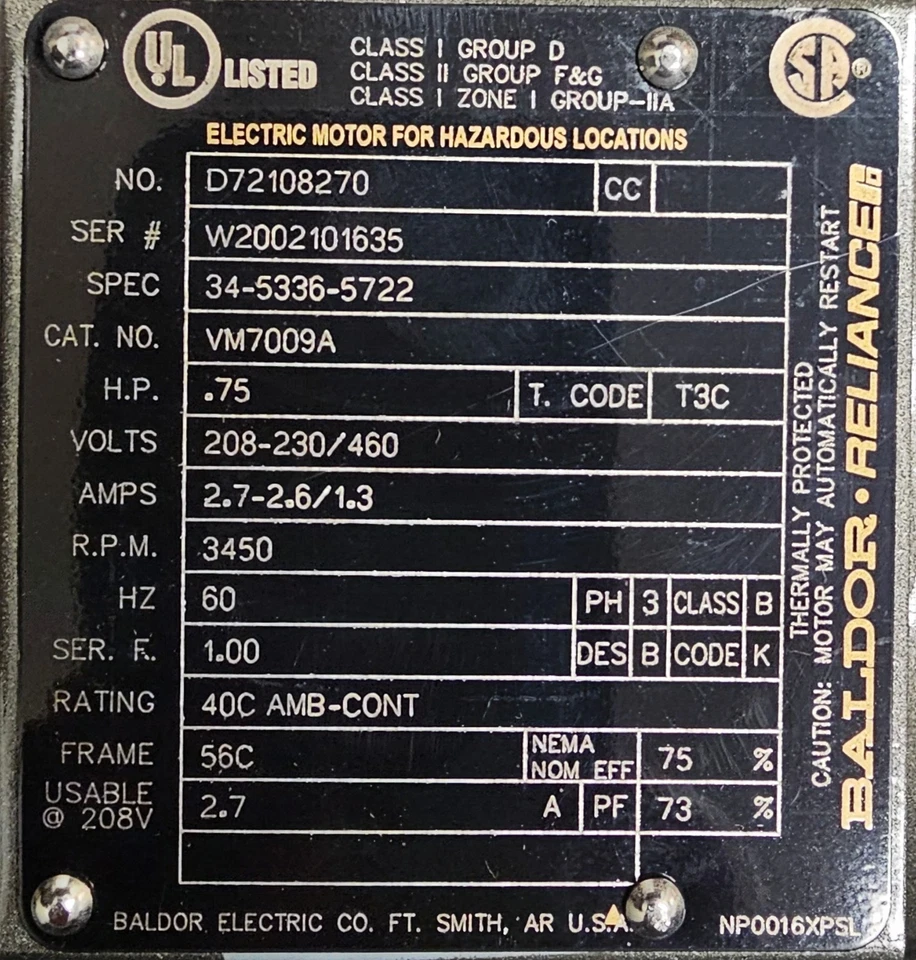 UL LISTED
CLASS I GROUP D
CLASS II GROUP F&G
CLASS I ZONE I GROUP-IIA
SA ®
ELECTRIC MOTOR FOR HAZARDOUS LOCATIONS
NO. D72108270 CC
SER # W2002101635
SPEC 34-5336-5722
CAT. NO. VM7009A
H.P. .75 T. CODE T3C
VOLTS 208-230/460
AMPS 2.7-2.6/1.3
R.P.M. 3450
HZ 60 PH 3 CLASS B
SER. F. 1.00 DES B CODE K
RATING 40C AMB-CONT
FRAME 56C NEMA NOM EFF 75 %
USABLE @ 208V 2.7 A PF 73 %
THERMALLY PROTECTED
CAUTION: MOTOR MAY AUTOMATICALLY RESTART
BALDOR • RELIANCE
BALDOR ELECTRIC CO. FT. SMITH, AR U.S.A.
NP0016XPSL